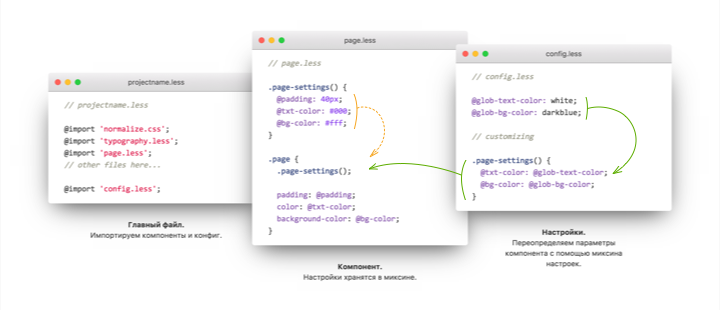 projectname.less
// projectname.less
@import 'normalize.css';
@import 'typography.less';
@import 'page.less';
// other files here...
@import 'config.less';
Главный файл.
Импортируем компоненты и конфиг.
page.less
// page.less
.page-settings() {
@padding: 40px;
@txt-color: #000;
@bg-color: #fff;
}
.page {
.page-settings();
padding: @padding;
color: @txt-color;
background-color: @bg-color;
}
Компонент.
Настройки хранятся в миксине.
config.less
// config.less
@glob-text-color: white;
@glob-bg-color: darkblue;
// customizing
.page-settings() {
@txt-color: @glob-text-color;
@bg-color: @glob-bg-color;
}
Настройки.
Переопределяем параметры
компонента с помощью миксина
настроек.